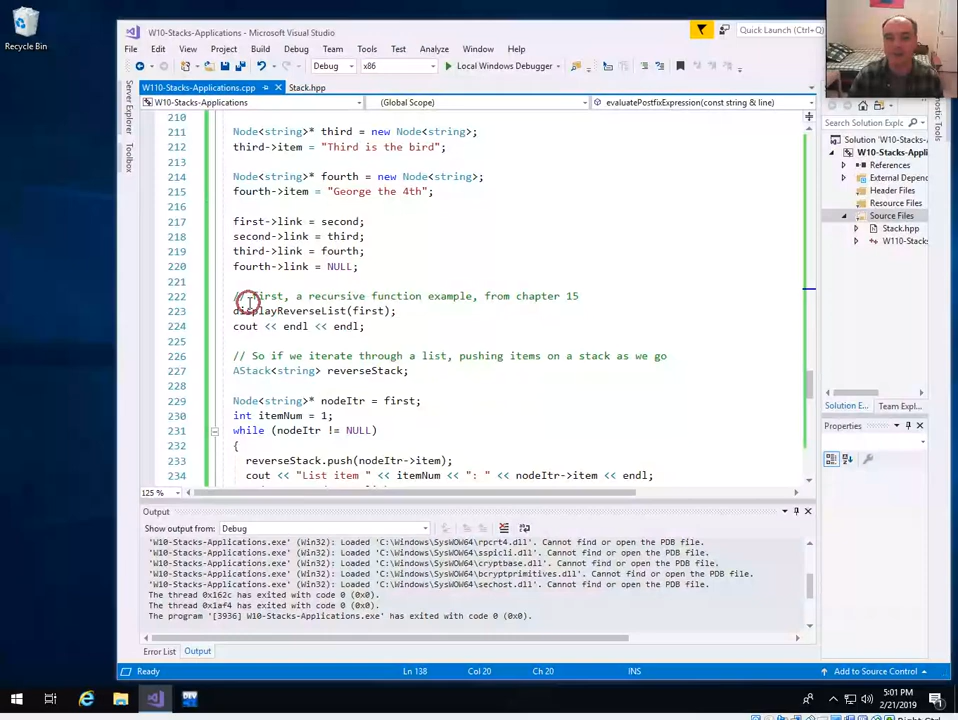 Recycle Bin
W10-Stacks-Applications - Microsoft Visual Studio
Quick Launch (Ctrl+Q)
File Edit View Project Build Debug Team Tools Test Analyze Window Help
Debug x86 Local Windows Debugger
W110-Stacks-Applications.cpp Stack.hpp
W10-Stacks-Applications (Global Scope) evaluatePostfixExpression(const string & line)
Server Explorer
Toolbox
210
211 Node<string>* third = new Node<string>;
212 third->item = "Third is the bird";
213
214 Node<string>* fourth = new Node<string>;
215 fourth->item = "George the 4th";
216
217 first->link = second;
218 second->link = third;
219 third->link = fourth;
220 fourth->link = NULL;
221
222 // first, a recursive function example, from chapter 15
223 displayReverseList(first);
224 cout << endl << endl;
225
226 // So if we iterate through a list, pushing items on a stack as we go
227 AStack<string> reverseStack;
228
229 Node<string>* nodeItr = first;
230 int itemNum = 1;
231 while (nodeItr != NULL)
232 {
233 reverseStack.push(nodeItr->item);
234 cout << "List item " << itemNum << ": " << nodeItr->item << endl;
125 %
Search Solution Explo
Solution 'W10-Stacks-A
W10-Stacks-Appli
References
External Depend
Header Files
Resource Files
Source Files
Stack.hpp
W110-Stacks
Solution E... Team Explo...
Properties
Output
Show output from: Debug
'W10-Stacks-Applications.exe' (Win32): Loaded 'C:\Windows\SysWOW64\rpcrt4.dll'. Cannot find or open the PDB file.
'W10-Stacks-Applications.exe' (Win32): Loaded 'C:\Windows\SysWOW64\sspicli.dll'. Cannot find or open the PDB file.
'W10-Stacks-Applications.exe' (Win32): Loaded 'C:\Windows\SysWOW64\cryptbase.dll'. Cannot find or open the PDB file.
'W10-Stacks-Applications.exe' (Win32): Loaded 'C:\Windows\SysWOW64\bcryptprimitives.dll'. Cannot find or open the PDB file.
'W10-Stacks-Applications.exe' (Win32): Loaded 'C:\Windows\SysWOW64\sechost.dll'. Cannot find or open the PDB file.
The thread 0x162c has exited with code 0 (0x0).
The thread 0x1af4 has exited with code 0 (0x0).
The program '[3936] W10-Stacks-Applications.exe' has exited with code 0 (0x0).
Error List Output
Ready Ln 138 Col 20 Ch 20 INS Add to Source Control
5:01 PM
2/21/2019